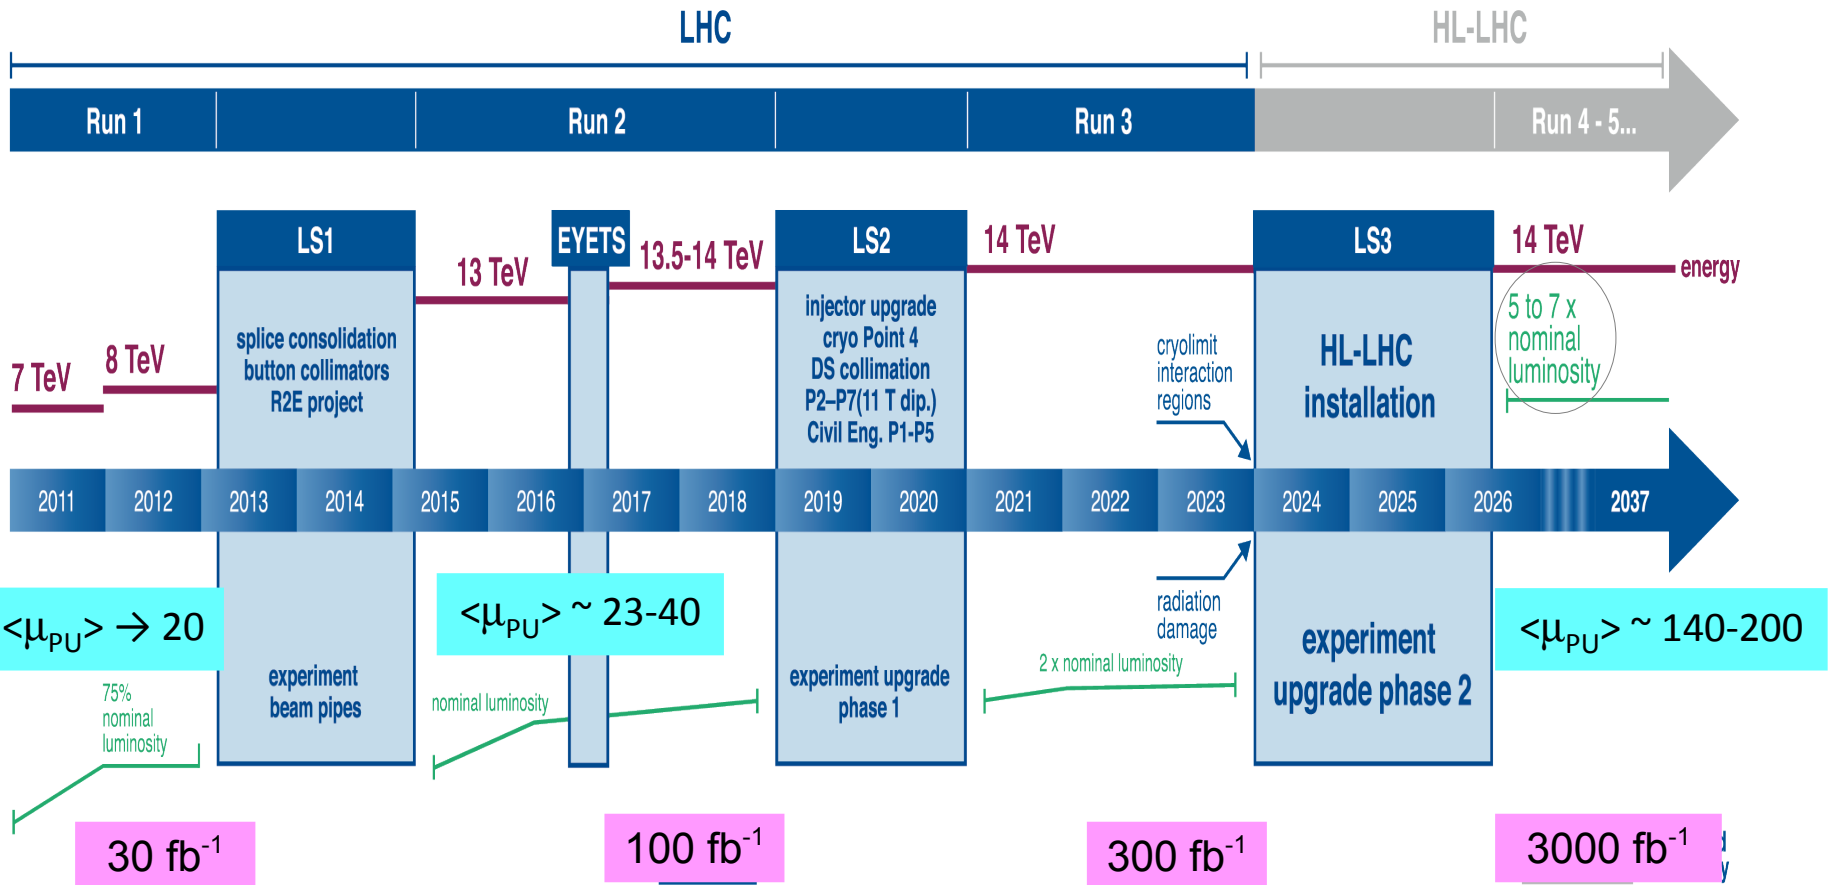 LHC
HL-LHC
Run 1
Run 2
Run 3
Run 4 - 5...
LS1
EYETS
LS2
LS3
7 TeV
8 TeV
13 TeV
13.5-14 TeV
14 TeV
14 TeV
energy
splice consolidation
button collimators
R2E project
injector upgrade
cryo Point 4
DS collimation
P2–P7(11 T dip.)
Civil Eng. P1-P5
cryolimit
interaction
regions
HL-LHC
installation
5 to 7 x
nominal
luminosity
2011
2012
2013
2014
2015
2016
2017
2018
2019
2020
2021
2022
2023
2024
2025
2026
2037
<μPU> → 20
<μPU> ~ 23-40
<μPU> ~ 140-200
radiation
damage
experiment
beam pipes
experiment upgrade
phase 1
experiment
upgrade phase 2
75%
nominal
luminosity
nominal luminosity
2 x nominal luminosity
30 fb-1
100 fb-1
300 fb-1
3000 fb-1